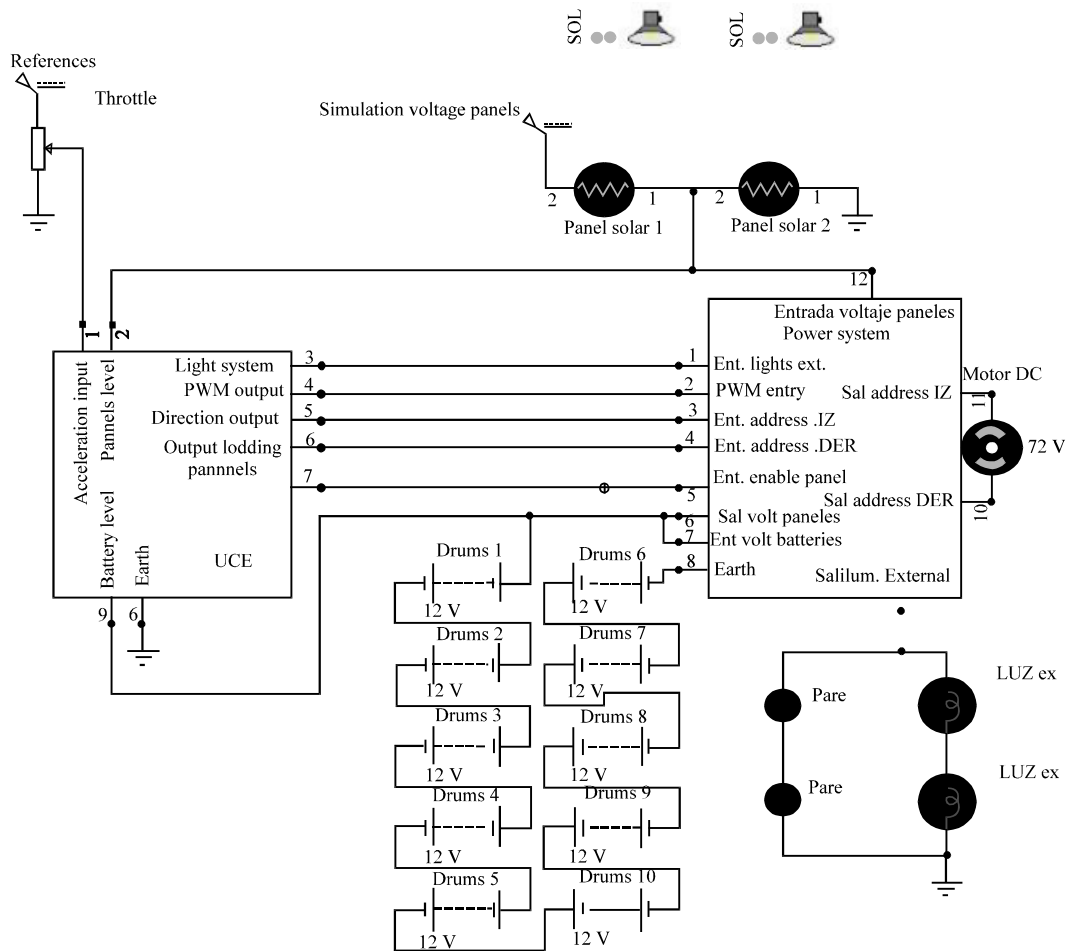 SOL
SOL
References
Throttle
Simulation voltage panels
2
1
2
1
Panel solar 1
Panel solar 2
12
1
2
Entrada voltaje paneles
Power system
Acceleration input
Pannels level
Light system
3
PWM output
4
Direction output
5
Output lodding
pannnels
6
7
Battery level
Earth
UCE
9
6
1
Ent. lights ext.
2
PWM entry
3
Ent. address .IZ
4
Ent. address .DER
Ent. enable panel
5
6
Sal volt paneles
7
Ent volt batteries
8
Earth
Sal address IZ
Sal address DER
Salilum. External
Motor DC
11
72 V
10
Drums 1
12 V
Drums 2
12 V
Drums 3
12 V
Drums 4
12 V
Drums 5
Drums 6
12 V
Drums 7
12 V
Drums 8
12 V
Drums 9
12 V
Drums 10
12 V
Pare
LUZ ex
Pare
LUZ ex